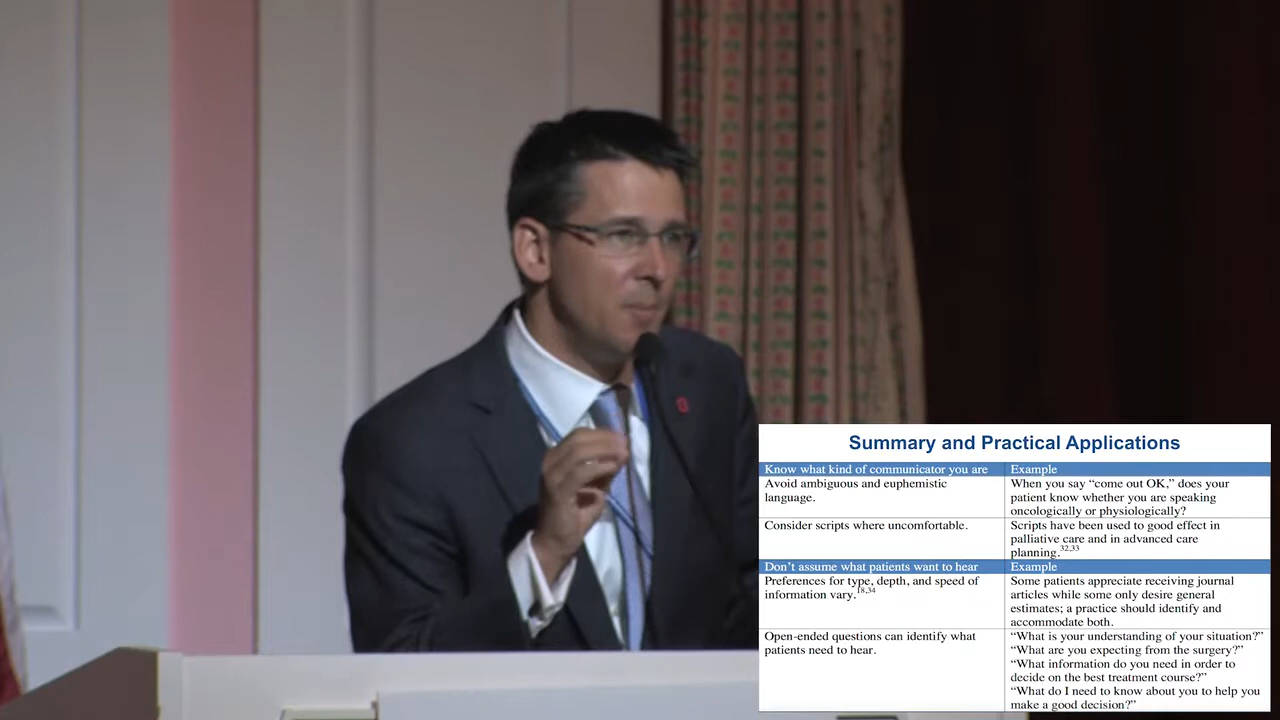 Summary and Practical Applications
Know what kind of communicator you are
Example
Avoid ambiguous and euphemistic
language.
When you say “come out OK,” does your
patient know whether you are speaking
oncologically or physiologically?
Consider scripts where uncomfortable.
Scripts have been used to good effect in
palliative care and in advanced care
planning.32,33
Don’t assume what patients want to hear
Example
Preferences for type, depth, and speed of
information vary.18,34
Some patients appreciate receiving journal
articles while some only desire general
estimates; a practice should identify and
accommodate both.
Open-ended questions can identify what
patients need to hear.
“What is your understanding of your situation?”
“What are you expecting from the surgery?”
“What information do you need in order to
decide on the best treatment course?”
“What do I need to know about you to help you
make a good decision?”